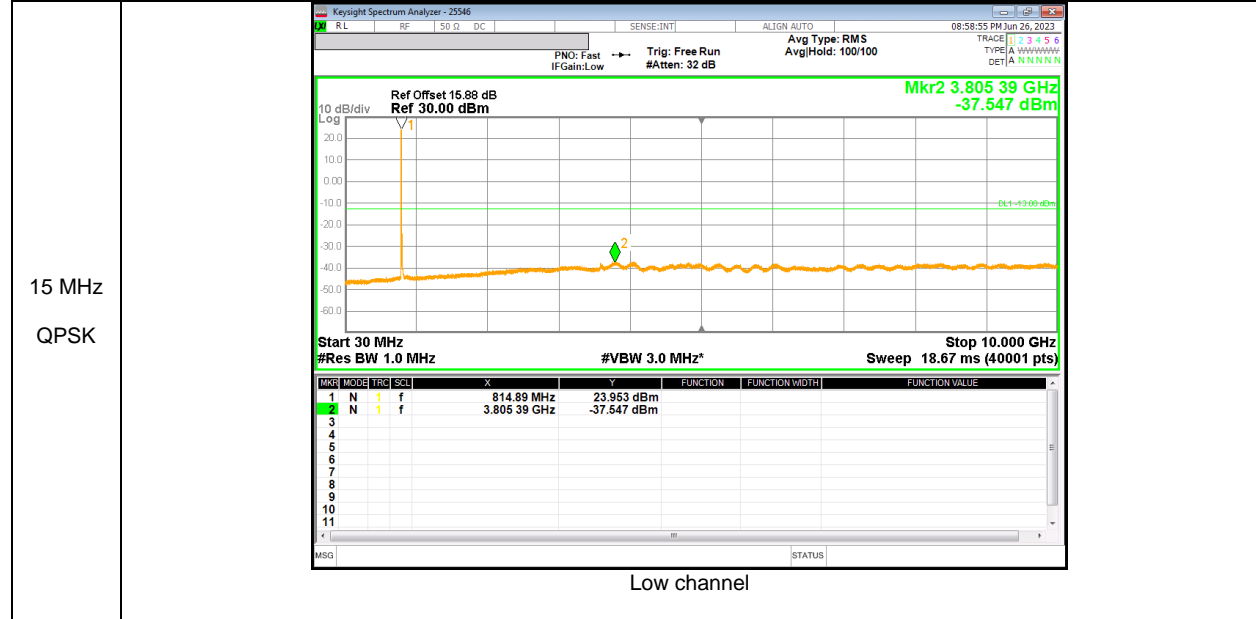 Keysight Spectrum Analyzer - 25546
LXI RL RF 50 Ω DC SENSE:INT ALIGN AUTO 08:58:55 PM Jun 26, 2023
Avg Type: RMS TRACE 1 2 3 4 5 6
PNO: Fast Trig: Free Run Avg|Hold: 100/100 TYPE A WWWWW
IFGain:Low #Atten: 32 dB DET A N N N N N
Mkr2 3.805 39 GHz
Ref Offset 15.88 dB
10 dB/div Ref 30.00 dBm -37.547 dBm
Log
1
20.0
10.0
0.00
-10.0
DL1 -13.00 dBm
-20.0
-30.0
2
-40.0
-50.0
-60.0
Start 30 MHz Stop 10.000 GHz
#Res BW 1.0 MHz #VBW 3.0 MHz* Sweep 18.67 ms (40001 pts)
MKR MODE TRC SCL X Y FUNCTION FUNCTION WIDTH FUNCTION VALUE
1 N 1 f 814.89 MHz 23.953 dBm
2 N 1 f 3.805 39 GHz -37.547 dBm
3
4
5
6
7
8
9
10
11
MSG STATUS
15 MHz
QPSK
Low channel